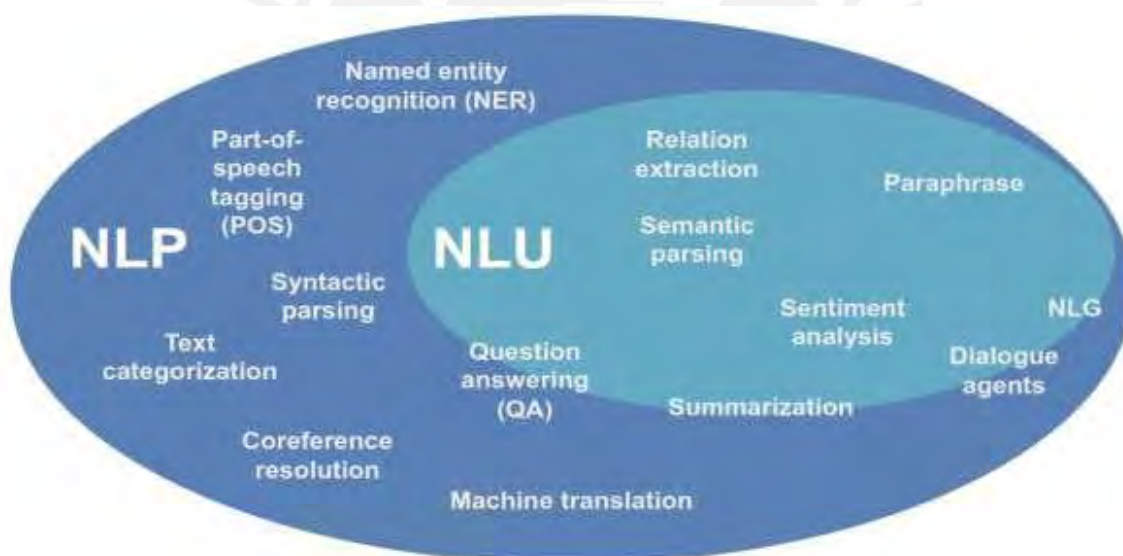 Named entity
recognition (NER)
Part-of-
speech
tagging
(POS)
NLP
Syntactic
parsing
Text
categorization
Coreference
resolution
Machine translation
NLU
Relation
extraction
Paraphrase
Semantic
parsing
Sentiment
analysis
NLG
Question
answering
(QA)
Dialogue
agents
Summarization